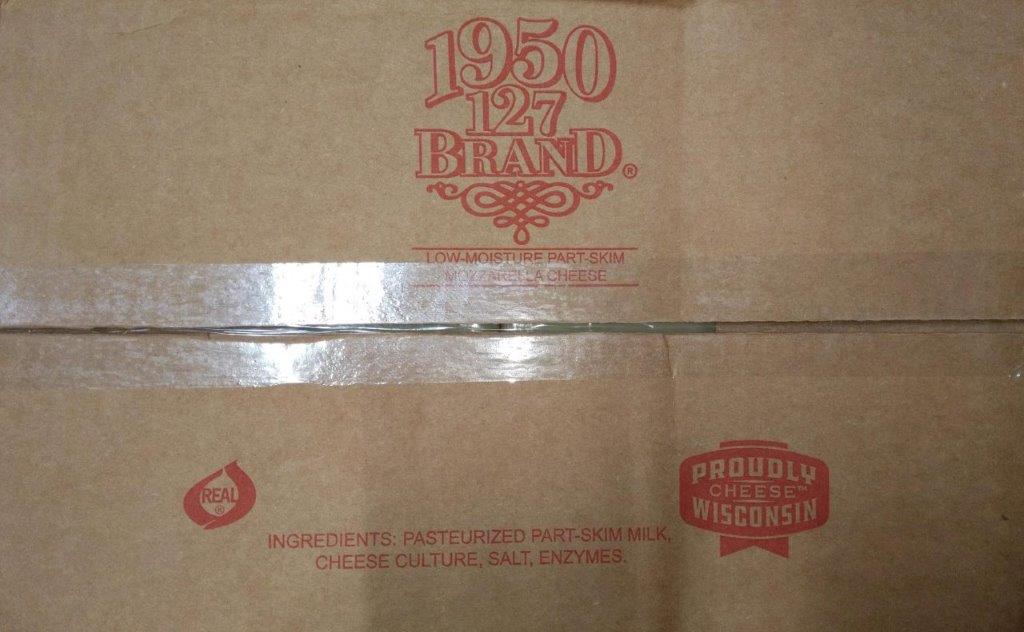 1950
127
BRAND®
LOW-MOISTURE PART-SKIM
MOZZARELLA CHEESE
REAL
®
PROUDLY
CHEESE™
WISCONSIN
INGREDIENTS: PASTEURIZED PART-SKIM MILK,
CHEESE CULTURE, SALT, ENZYMES.